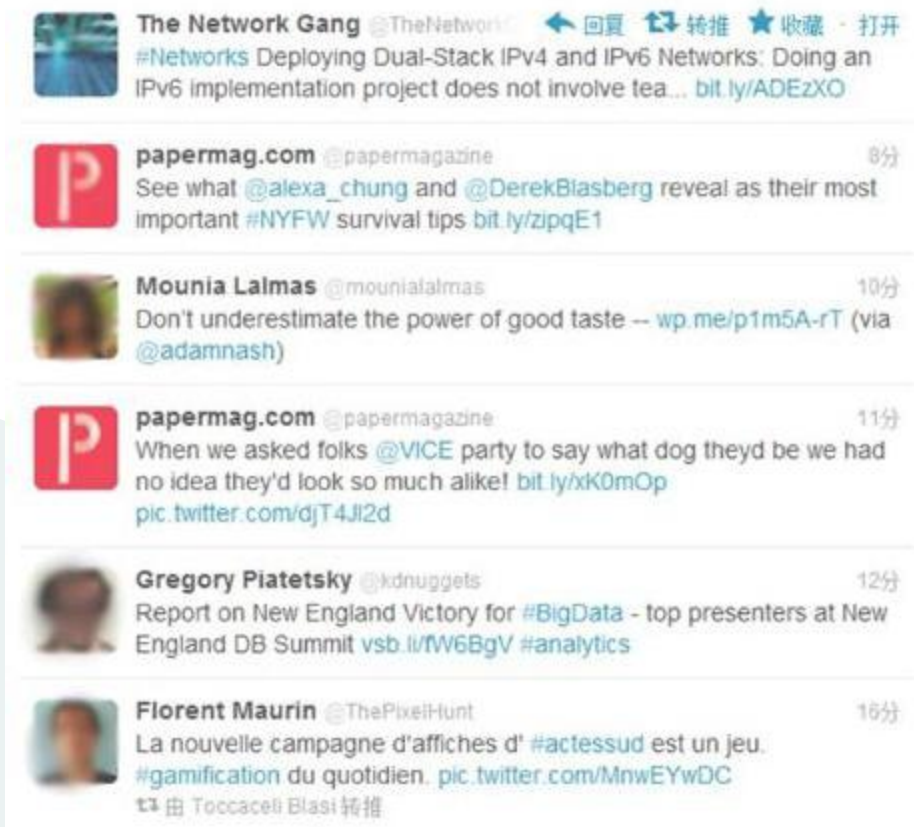 The Network Gang @TheNetwork 回复 转推 收藏 · 打开
#Networks Deploying Dual-Stack IPv4 and IPv6 Networks: Doing an
IPv6 implementation project does not involve tea... bit.ly/ADEzXO
papermag.com @papermagazine 8分
See what @alexa_chung and @DerekBlasberg reveal as their most
important #NYFW survival tips bit.ly/zipqE1
Mounia Lalmas @mounialalmas 10分
Don't underestimate the power of good taste -- wp.me/p1m5A-rT (via
@adamnash)
papermag.com @papermagazine 11分
When we asked folks @VICE party to say what dog theyd be we had
no idea they'd look so much alike! bit.ly/xK0mOp
pic.twitter.com/djT4JI2d
Gregory Piatetsky @kdnuggets 12分
Report on New England Victory for #BigData - top presenters at New
England DB Summit vsb.li/fW6BgV #analytics
Florent Maurin @ThePixelHunt 16分
La nouvelle campagne d'affiches d' #actessud est un jeu.
#gamification du quotidien. pic.twitter.com/MnwEYwDC
由 Toccaceli Blasi 转推